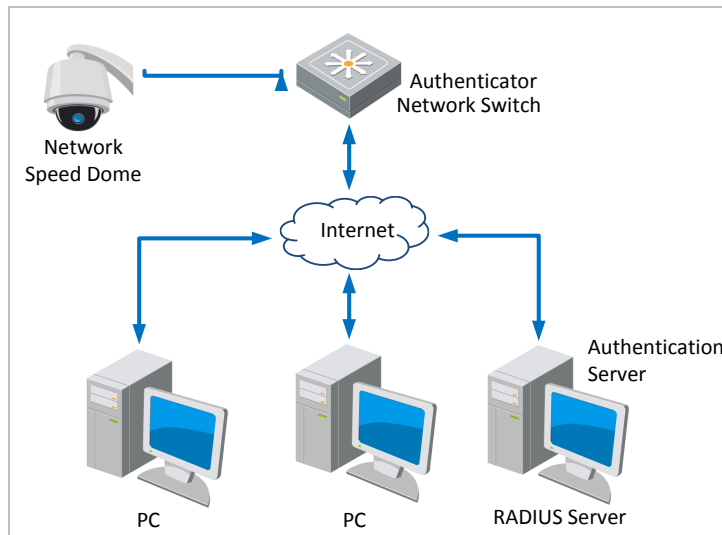 Authenticator
Network Switch
Network
Speed Dome
Internet
Authentication
Server
PC
PC
RADIUS Server